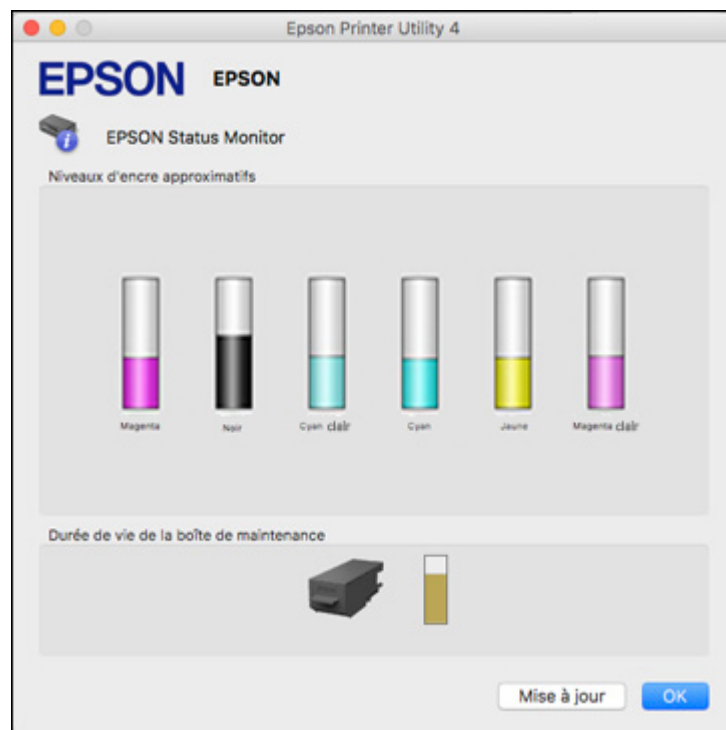 Epson Printer Utility 4
EPSON EPSON
EPSON Status Monitor
Niveaux d'encre approximatifs
Magenta Noir Cyan clair Cyan Jaune Magenta clair
Durée de vie de la boîte de maintenance
Mise à jour OK